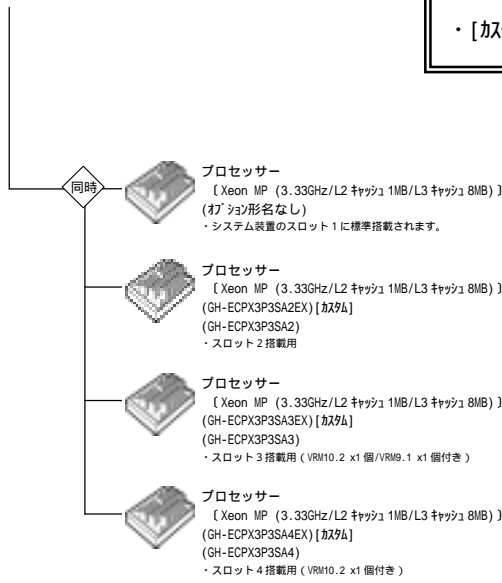 ・[カス
同時
プロセッサー
〔Xeon MP (3.33GHz/L2 ｷｬｯｼｭ 1MB/L3 ｷｬｯｼｭ 8MB)〕
(ｵﾌﾟｼｮﾝ形名なし)
・システム装置のスロット1に標準搭載されます。
プロセッサー
〔Xeon MP (3.33GHz/L2 ｷｬｯｼｭ 1MB/L3 ｷｬｯｼｭ 8MB)〕
(GH-ECPX3P3SA2EX)[ｶｽﾀﾑ]
(GH-ECPX3P3SA2)
・スロット2搭載用
プロセッサー
〔Xeon MP (3.33GHz/L2 ｷｬｯｼｭ 1MB/L3 ｷｬｯｼｭ 8MB)〕
(GH-ECPX3P3SA3EX)[ｶｽﾀﾑ]
(GH-ECPX3P3SA3)
・スロット3搭載用（VRM10.2 x1個/VRM9.1 x1個付き）
プロセッサー
〔Xeon MP (3.33GHz/L2 ｷｬｯｼｭ 1MB/L3 ｷｬｯｼｭ 8MB)〕
(GH-ECPX3P3SA4EX)[ｶｽﾀﾑ]
(GH-ECPX3P3SA4)
・スロット4搭載用（VRM10.2 x1個付き）